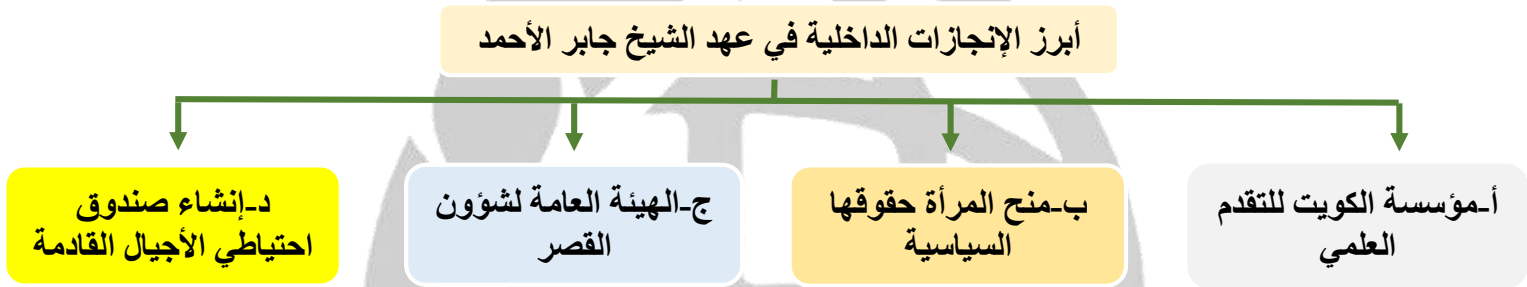 أبرز الإنجازات الداخلية في عهد الشيخ جابر الأحمد
أ-مؤسسة الكويت للتقدم
العلمي
ب-منح المرأة حقوقها
السياسية
ج-الهيئة العامة لشؤون
القصر
د-إنشاء صندوق
احتياطي الأجيال القادمة